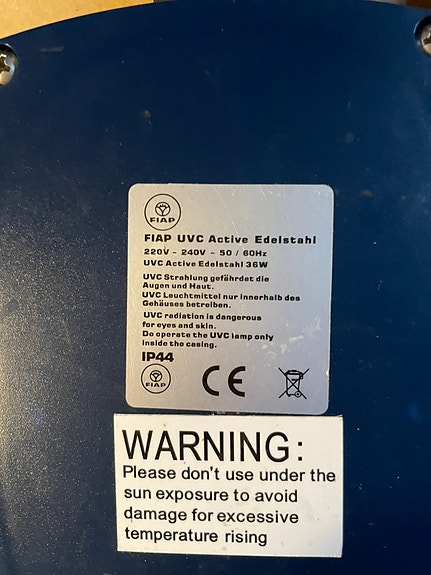 FIAP
FIAP UVC Active Edelstahl
220V - 240V - 50 / 60Hz
UVC Active Edelstahl 36W
UVC Strahlung gefährdet die
Augen und Haut.
UVC Leuchtmittel nur innerhalb des
Gehäuses betreiben.
UVC radiation is dangerous
for eyes and skin.
Do operate the UVC lamp only
inside the casing.
IP44
FIAP CE
WARNING:
Please don't use under the
sun exposure to avoid
damage for excessive
temperature rising